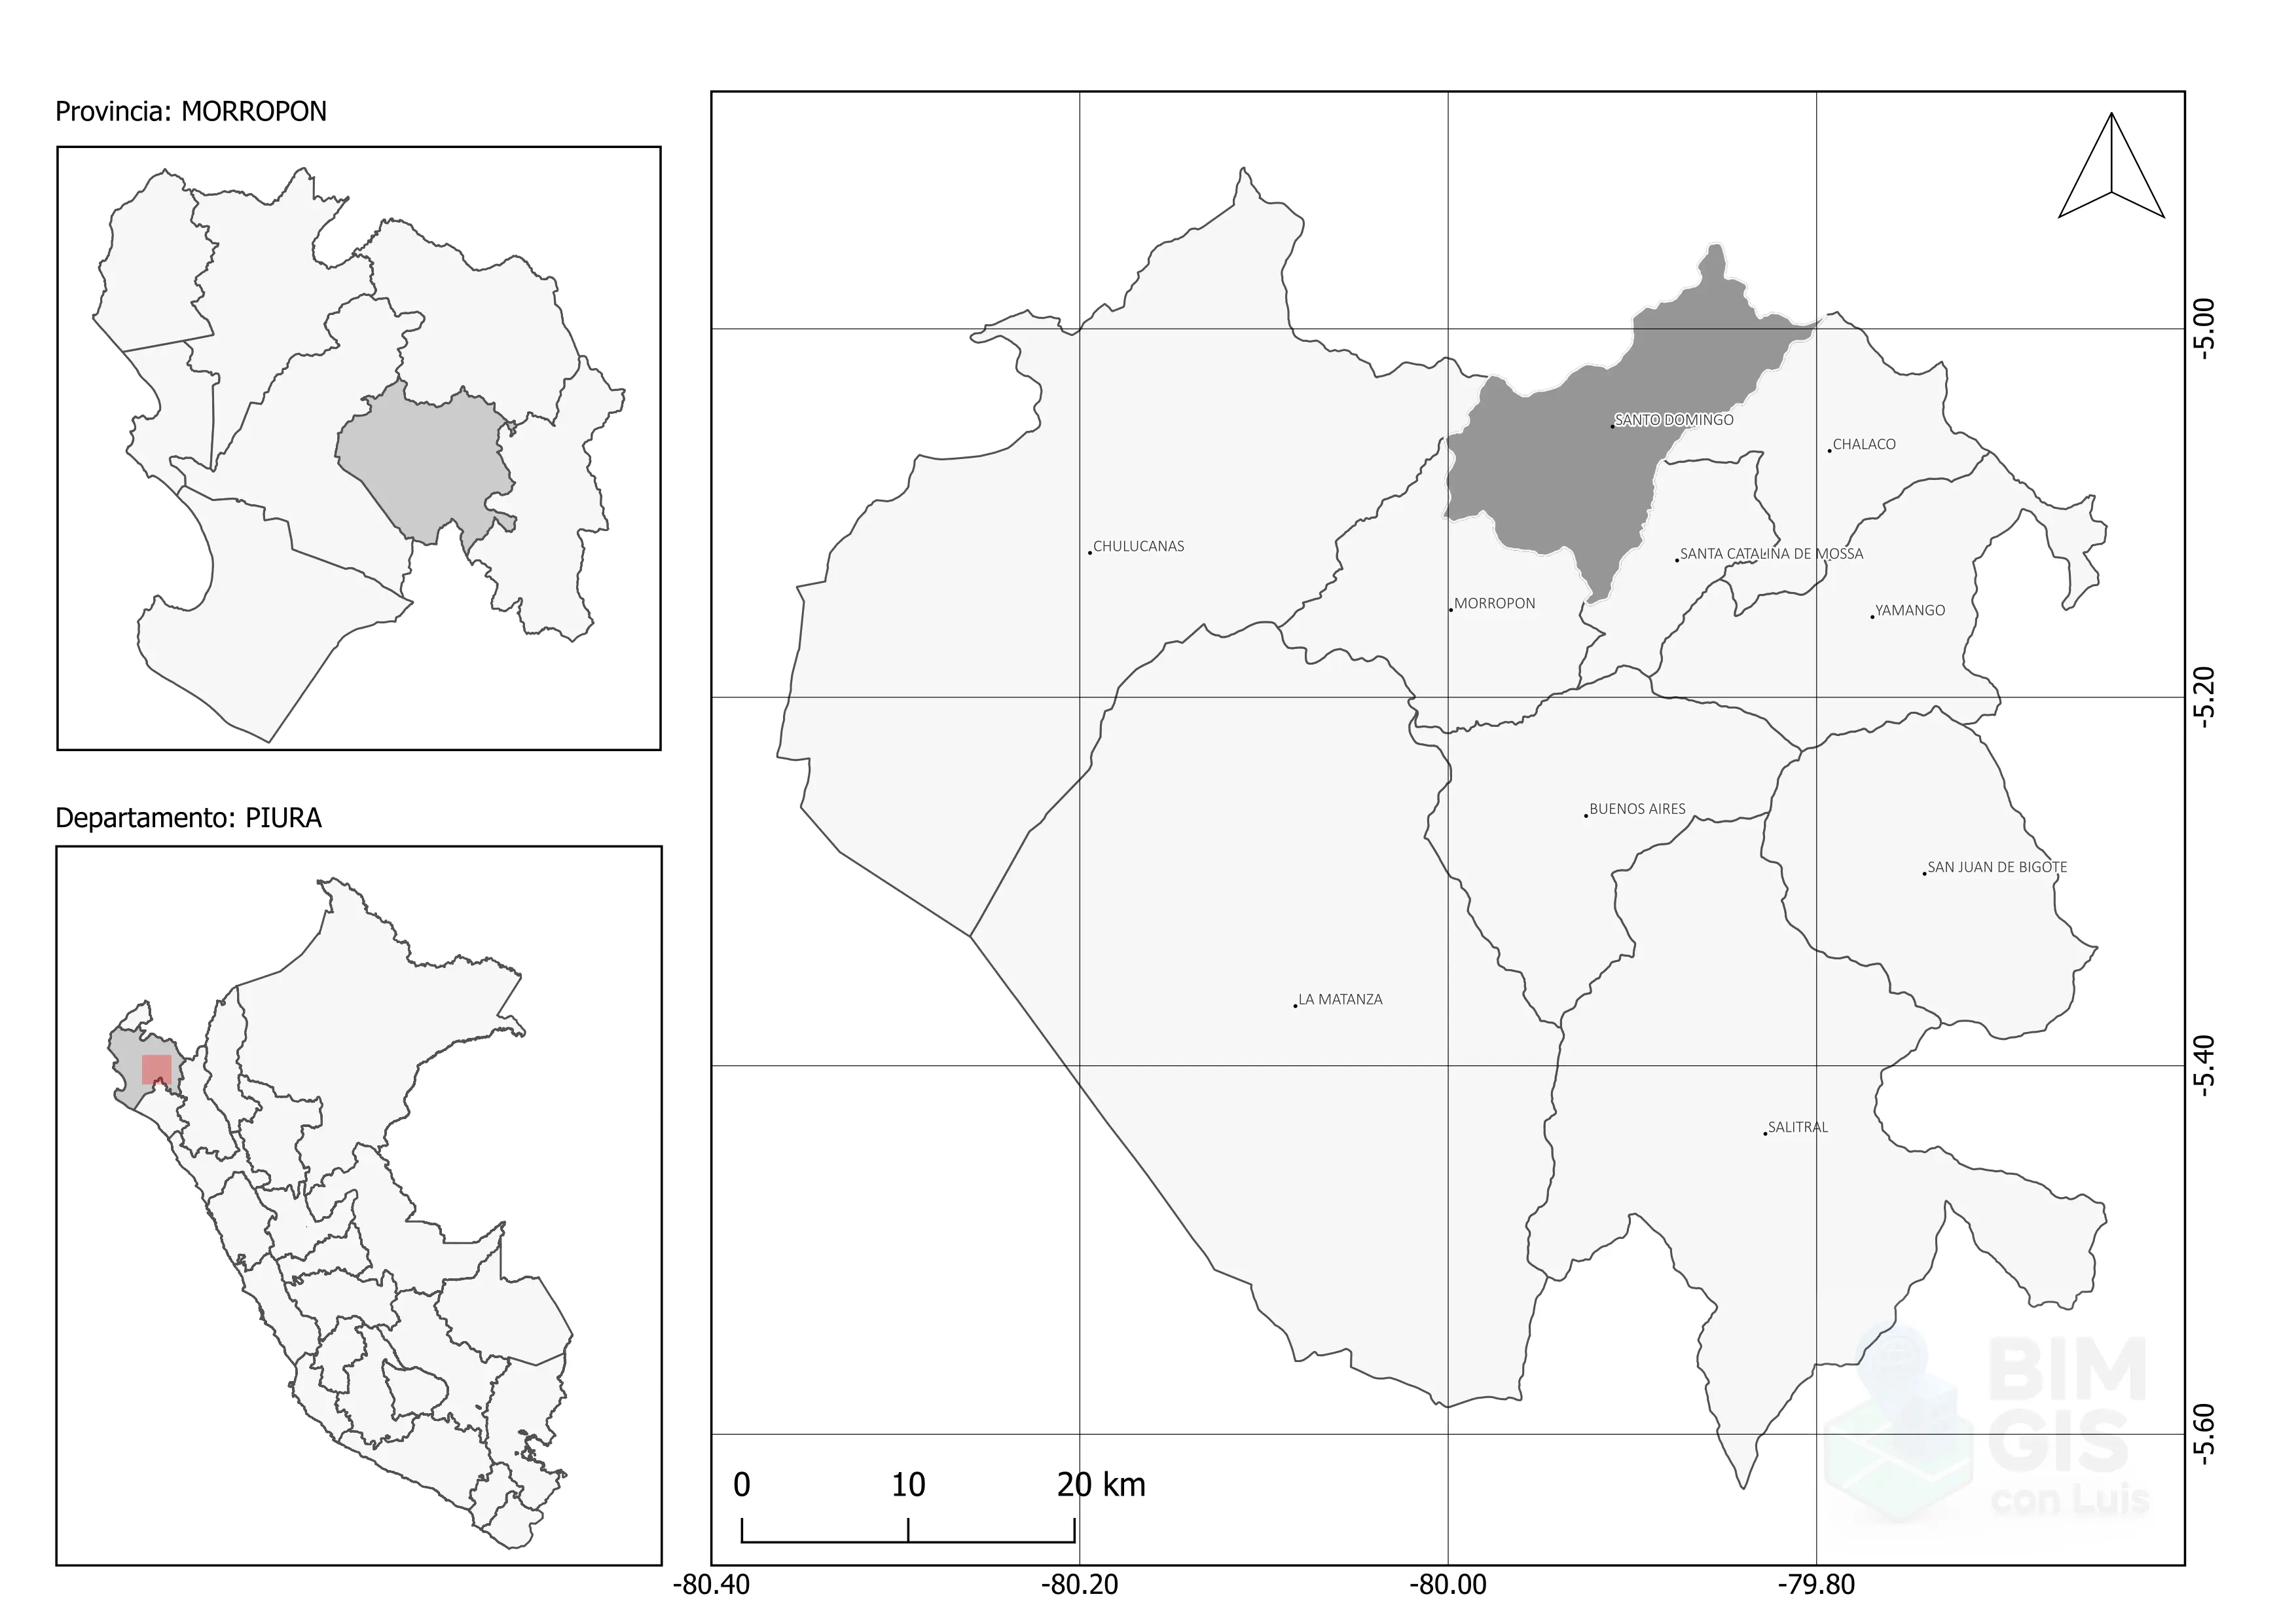 Provincia: MORROPON
Departamento: PIURA
SANTO DOMINGO
CHALACO
CHULUCANAS
SANTA CATALINA DE MOSSA
MORROPON
YAMANGO
BUENOS AIRES
SAN JUAN DE BIGOTE
LA MATANZA
SALITRAL
-5.00
-5.20
-5.40
-5.60
0 10 20 km
-80.40 -80.20 -80.00 -79.80
BIM
GIS
con Luis